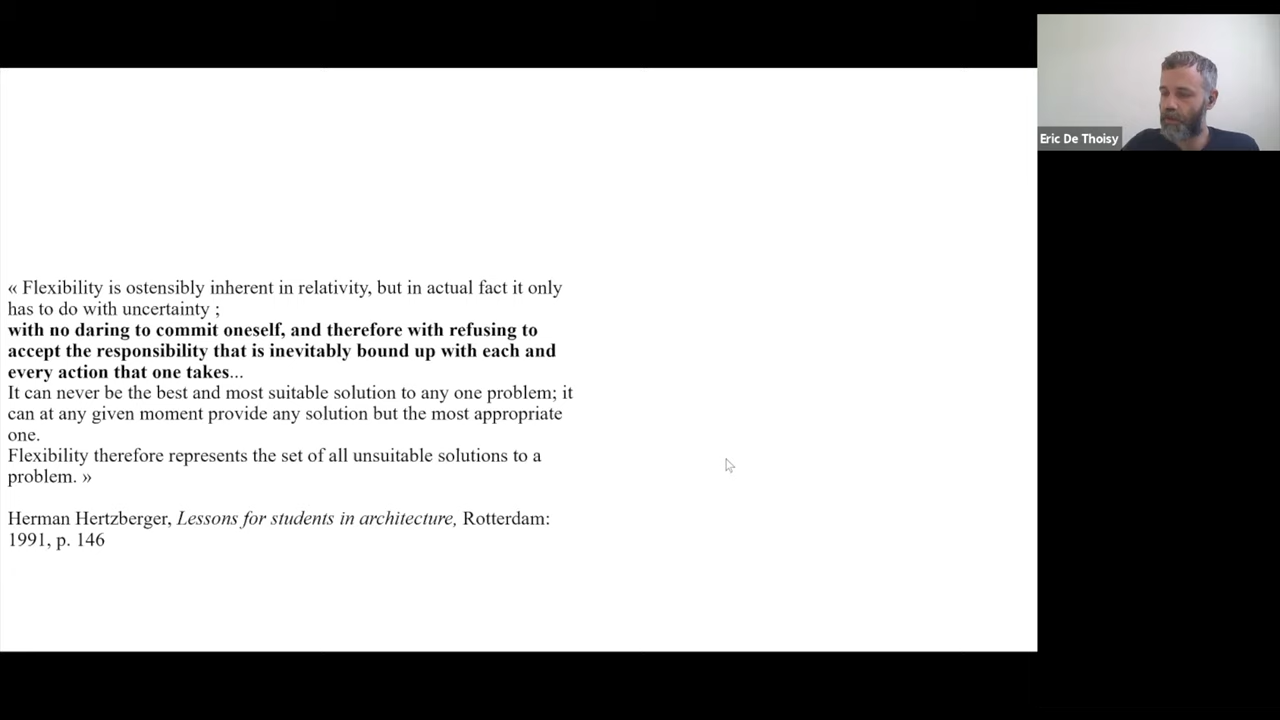 « Flexibility is ostensibly inherent in relativity, but in actual fact it only
has to do with uncertainty ;
with no daring to commit oneself, and therefore with refusing to
accept the responsibility that is inevitably bound up with each and
every action that one takes...
It can never be the best and most suitable solution to any one problem; it
can at any given moment provide any solution but the most appropriate
one.
Flexibility therefore represents the set of all unsuitable solutions to a
problem. »
Herman Hertzberger, Lessons for students in architecture, Rotterdam:
1991, p. 146
Eric De Thoisy